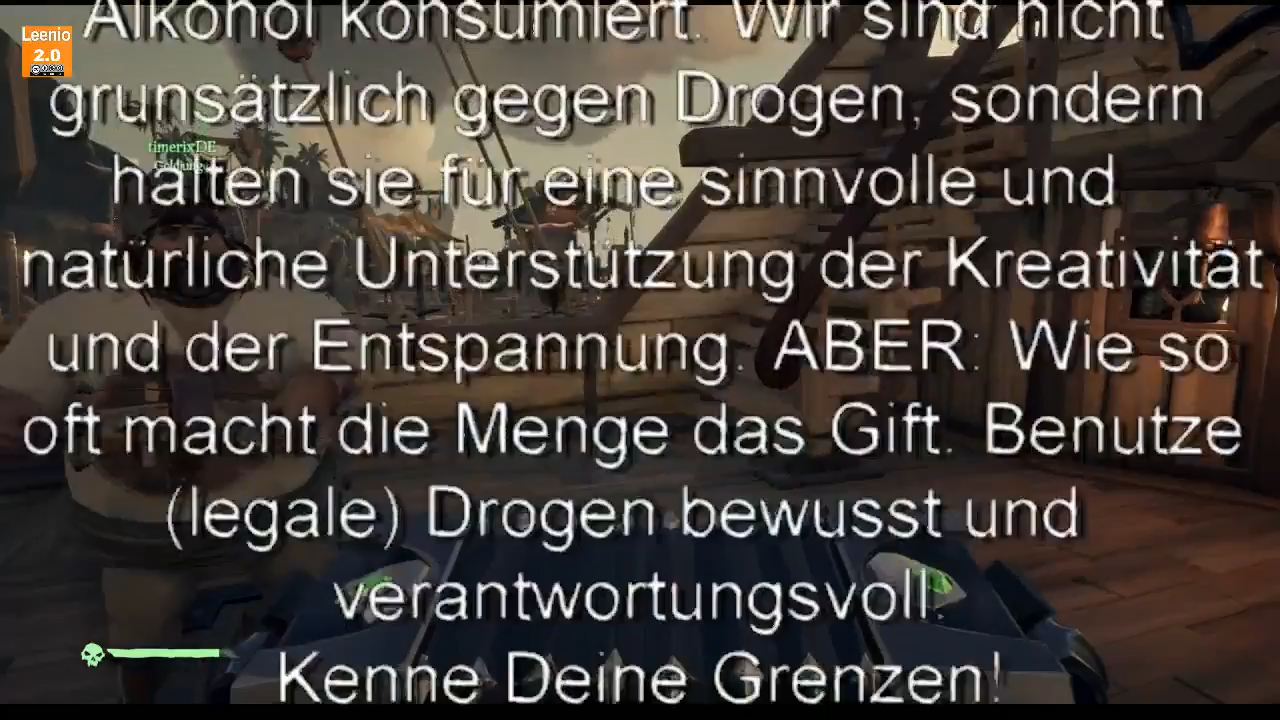 Leenio
2.0
Alkohol konsumiert. Wir sind nicht
grunsätzlich gegen Drogen, sondern
timerixDE
halten sie für eine sinnvolle und
natürliche Unterstützung der Kreativität
und der Entspannung. ABER: Wie so
oft macht die Menge das Gift. Benutze
(legale) Drogen bewusst und
verantwortungsvoll.
Kenne Deine Grenzen!